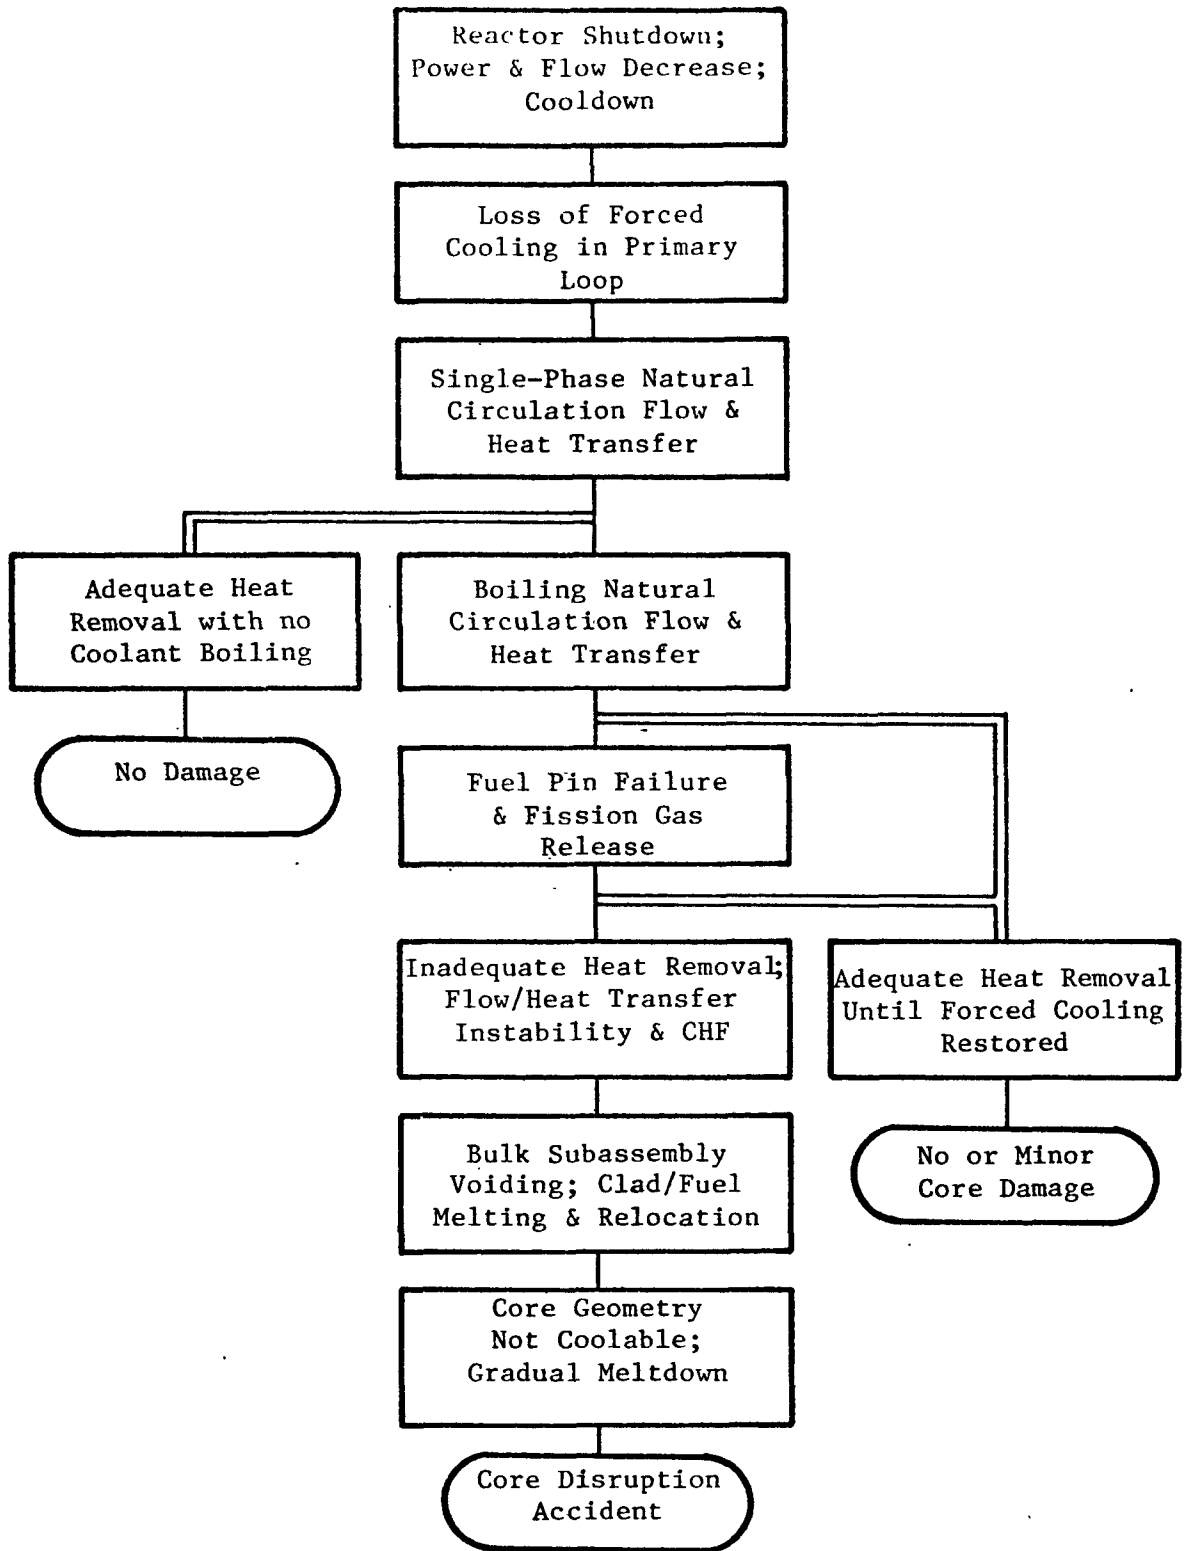 Reactor Shutdown;
Power & Flow Decrease;
Cooldown
Loss of Forced
Cooling in Primary
Loop
Single-Phase Natural
Circulation Flow &
Heat Transfer
Adequate Heat
Removal with no
Coolant Boiling
Boiling Natural
Circulation Flow &
Heat Transfer
No Damage
Fuel Pin Failure
& Fission Gas
Release
Inadequate Heat Removal;
Flow/Heat Transfer
Instability & CHF
Adequate Heat Removal
Until Forced Cooling
Restored
Bulk Subassembly
Voiding; Clad/Fuel
Melting & Relocation
No or Minor
Core Damage
Core Geometry
Not Coolable;
Gradual Meltdown
Core Disruption
Accident